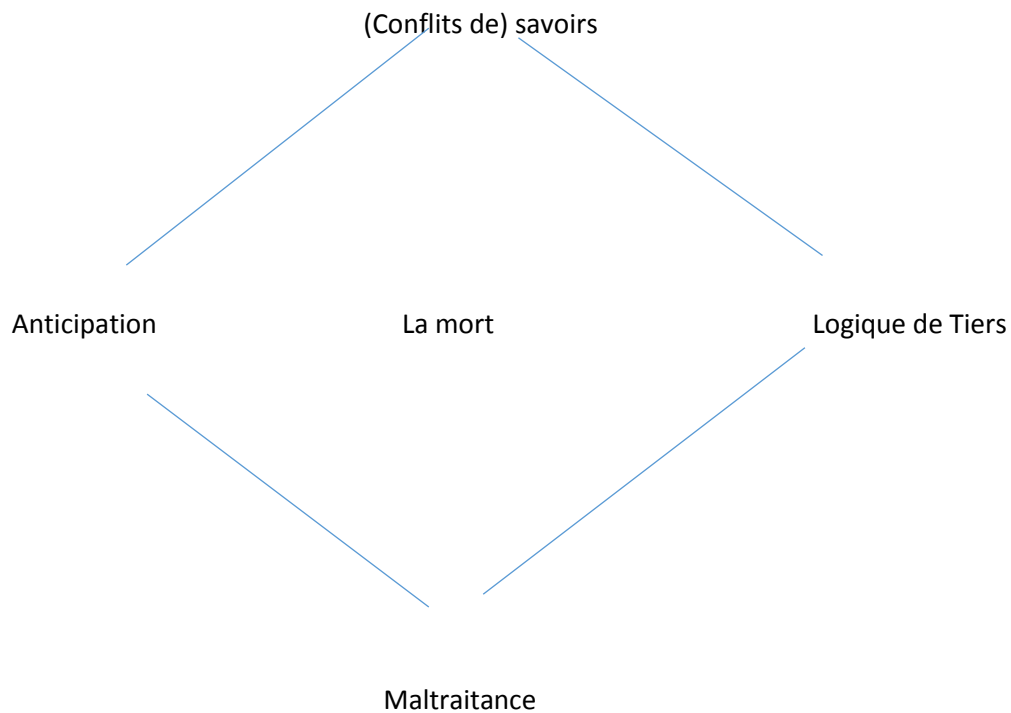 (Conflits de) savoirs
Anticipation La mort Logique de Tiers
Maltraitance